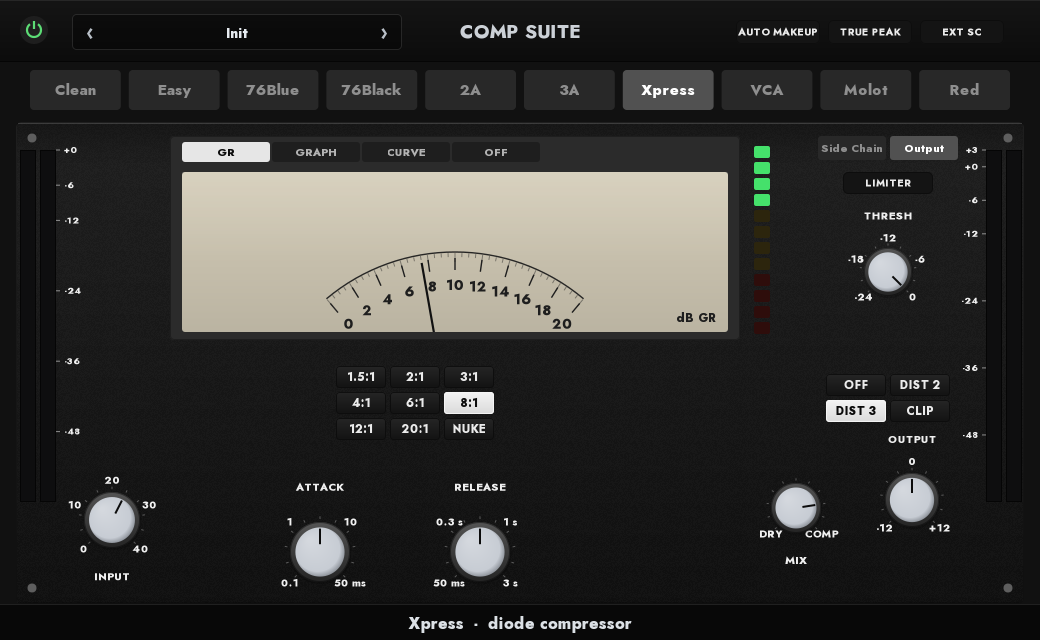 ‹ Init ›
COMP SUITE
AUTO MAKEUP TRUE PEAK EXT SC
Clean Easy 76Blue 76Black 2A 3A Xpress VCA Molot Red
GR GRAPH CURVE OFF
Side Chain Output
+0
-6
-12
-24
-36
-48
0 2 4 6 8 10 12 14 16 18 20
dB GR
LIMITER
THRESH
-24 -18 -12 -6 0
+3
+0
-6
-12
-24
-36
-48
1.5:1 2:1 3:1
4:1 6:1 8:1
12:1 20:1 NUKE
OFF DIST 2
DIST 3 CLIP
OUTPUT
0
-12 +12
20
10 30
0 40
INPUT
ATTACK
1 10
0.1 50 ms
RELEASE
0.3 s 1 s
50 ms 3 s
DRY COMP
MIX
Xpress · diode compressor